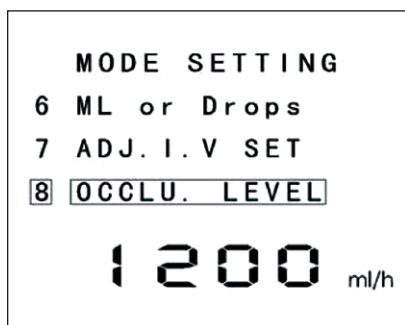 MODE SETTING
6 ML or Drops
7 ADJ.I.V SET
8 OCCLU. LEVEL
1200 ml/h